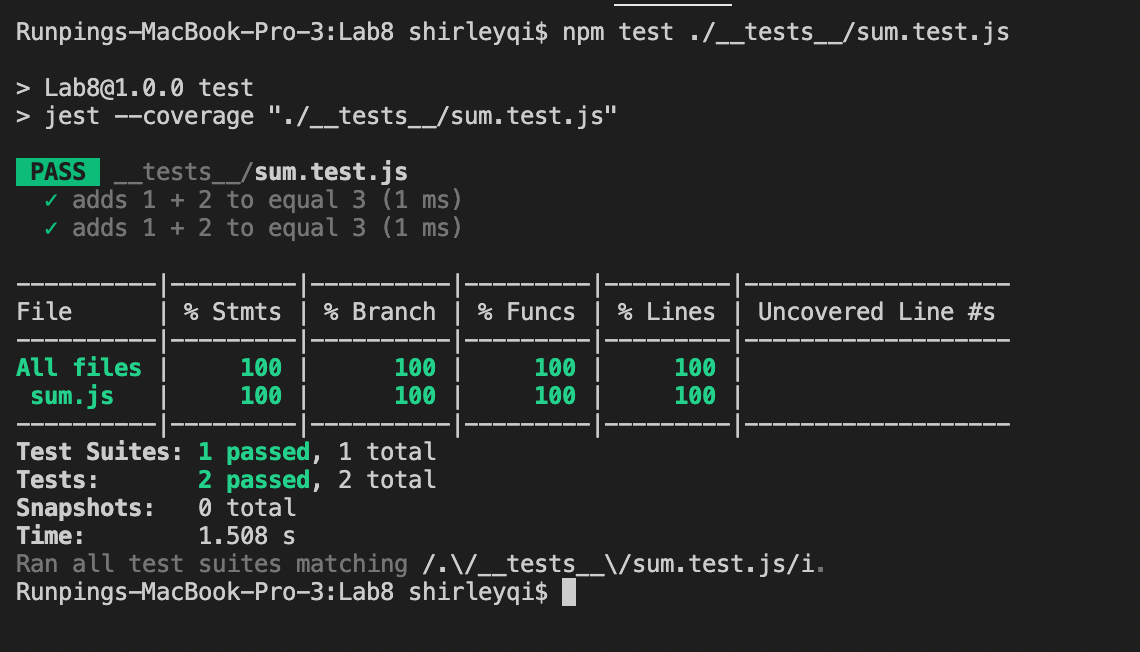 Runpings-MacBook-Pro-3:Lab8 shirleyqi$ npm test ./__tests__/sum.test.js
> Lab8@1.0.0 test
> jest --coverage "./__tests__/sum.test.js"
PASS __tests__/sum.test.js
✓ adds 1 + 2 to equal 3 (1 ms)
✓ adds 1 + 2 to equal 3 (1 ms)
----------|---------|----------|---------|---------|-------------------
File      | % Stmts | % Branch | % Funcs | % Lines | Uncovered Line #s
----------|---------|----------|---------|---------|-------------------
All files |     100 |      100 |     100 |     100 |
 sum.js   |     100 |      100 |     100 |     100 |
----------|---------|----------|---------|---------|-------------------
Test Suites: 1 passed, 1 total
Tests:       2 passed, 2 total
Snapshots:   0 total
Time:        1.508 s
Ran all test suites matching /.\/__tests__\/sum.test.js/i.
Runpings-MacBook-Pro-3:Lab8 shirleyqi$